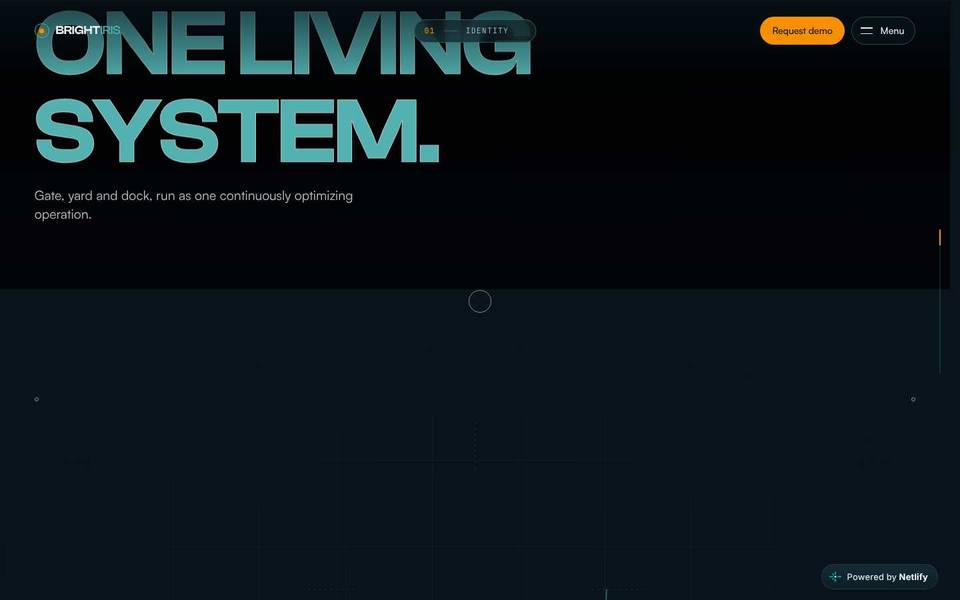 BRIGHTIRIS
01 — IDENTITY
Request demo
Menu
ONE LIVING
SYSTEM.
Gate, yard and dock, run as one continuously optimizing
operation.
Powered by Netlify